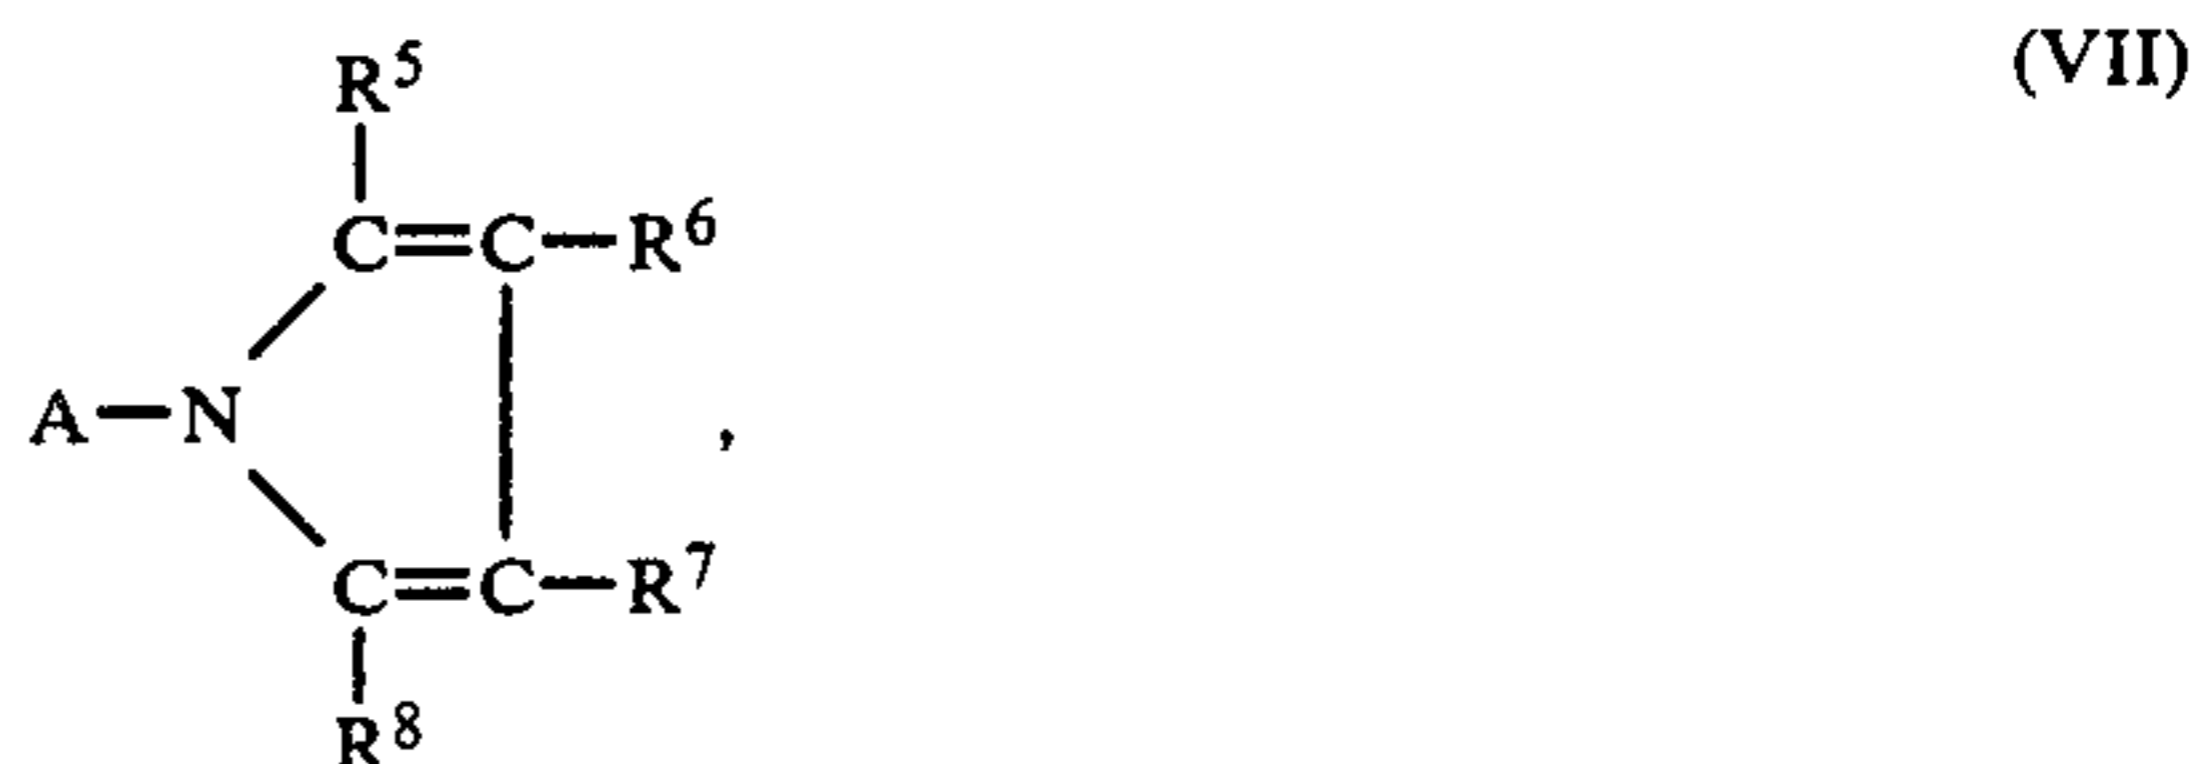 R5 (VII)
C=C—R6
A—N ,
C=C—R7
R8